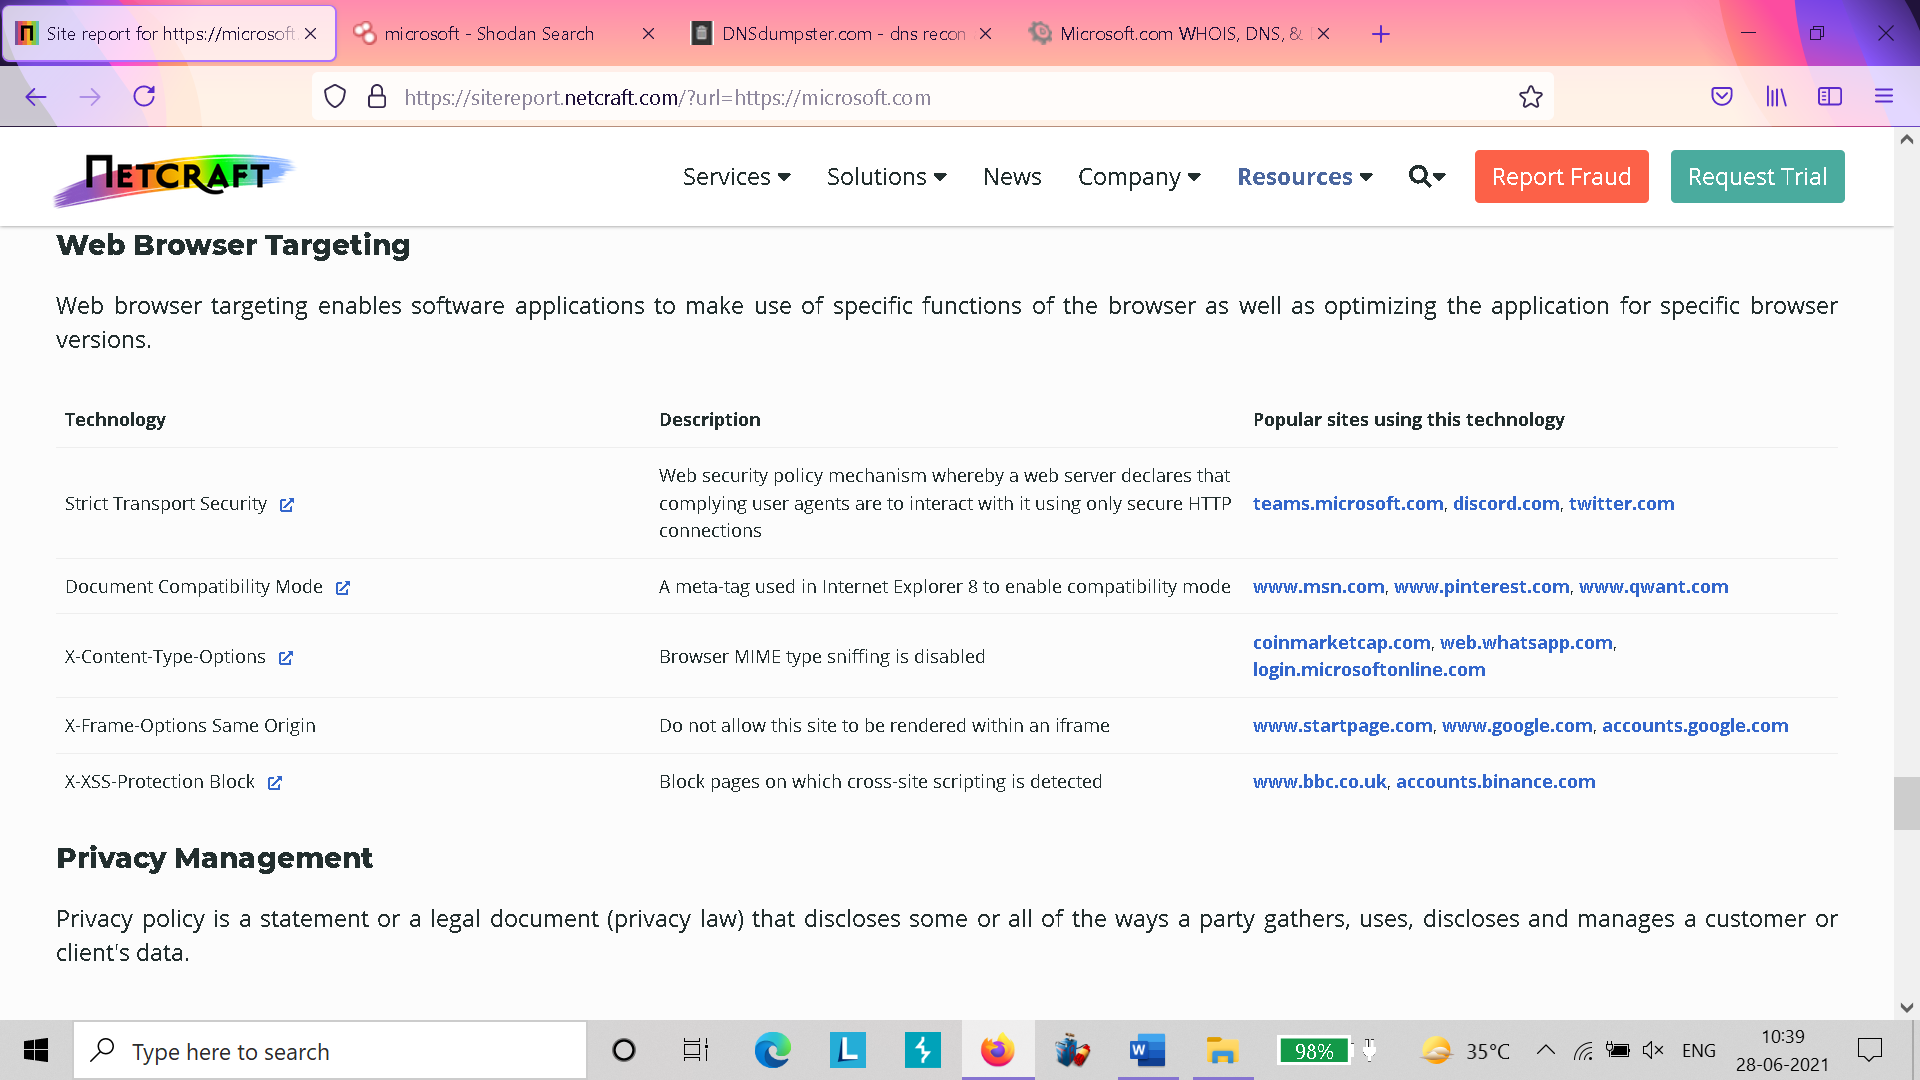 Site report for https://microsoft.
microsoft - Shodan Search
DNSdumpster.com - dns recon
Microsoft.com WHOIS, DNS, &
https://sitereport.netcraft.com/?url=https://microsoft.com
NETCRAFT
Services
Solutions
News
Company
Resources
Report Fraud
Request Trial
Web Browser Targeting
Web browser targeting enables software applications to make use of specific functions of the browser as well as optimizing the application for specific browser
versions.
Technology
Description
Popular sites using this technology
Strict Transport Security
Web security policy mechanism whereby a web server declares that
complying user agents are to interact with it using only secure HTTP
connections
teams.microsoft.com, discord.com, twitter.com
Document Compatibility Mode
A meta-tag used in Internet Explorer 8 to enable compatibility mode
www.msn.com, www.pinterest.com, www.qwant.com
X-Content-Type-Options
Browser MIME type sniffing is disabled
coinmarketcap.com, web.whatsapp.com,
login.microsoftonline.com
X-Frame-Options Same Origin
Do not allow this site to be rendered within an iframe
www.startpage.com, www.google.com, accounts.google.com
X-XSS-Protection Block
Block pages on which cross-site scripting is detected
www.bbc.co.uk, accounts.binance.com
Privacy Management
Privacy policy is a statement or a legal document (privacy law) that discloses some or all of the ways a party gathers, uses, discloses and manages a customer or
client's data.
Type here to search
L
W
98%
35°C
ENG
10:39
28-06-2021